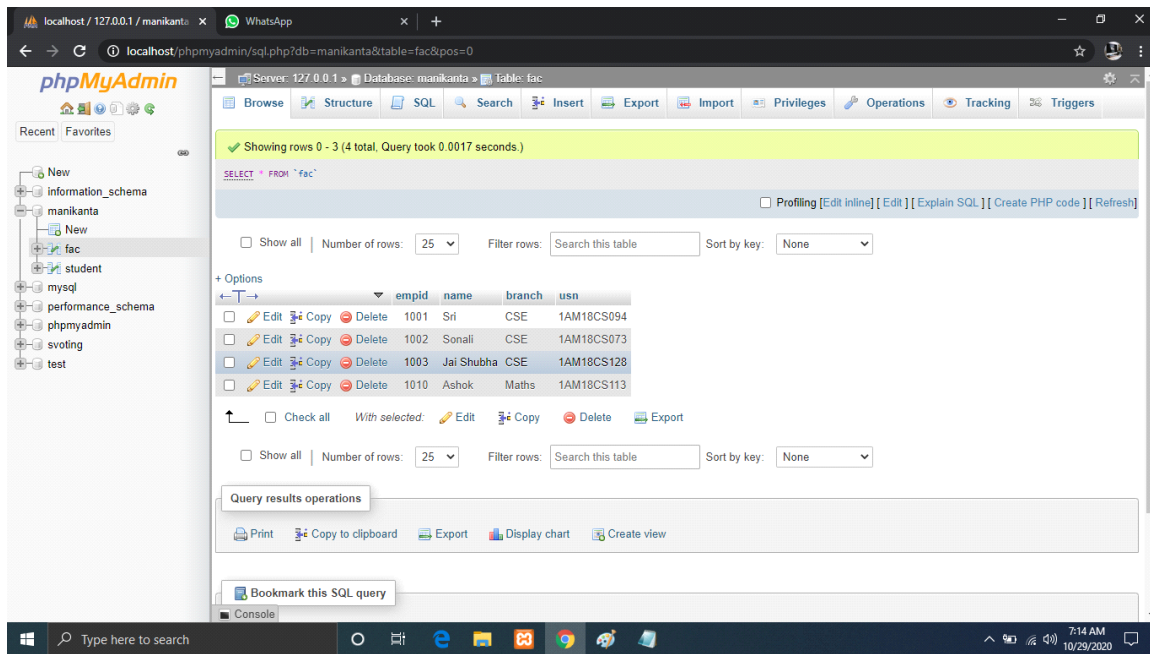 localhost / 127.0.0.1 / manikanta
WhatsApp
localhost/phpmyadmin/sql.php?db=manikanta&table=fac&pos=0
phpMyAdmin
Recent Favorites
New
information_schema
manikanta
New
fac
student
mysql
performance_schema
phpmyadmin
svoting
test
Server: 127.0.0.1 » Database: manikanta » Table: fac
Browse Structure SQL Search Insert Export Import Privileges Operations Tracking Triggers
Showing rows 0 - 3 (4 total, Query took 0.0017 seconds.)
SELECT * FROM `fac`
Profiling [Edit inline] [ Edit ] [ Explain SQL ] [ Create PHP code ] [ Refresh]
Show all | Number of rows: 25 Filter rows: Search this table Sort by key: None
+ Options
←T→ empid name branch usn
Edit Copy Delete 1001 Sri CSE 1AM18CS094
Edit Copy Delete 1002 Sonali CSE 1AM18CS073
Edit Copy Delete 1003 Jai Shubha CSE 1AM18CS128
Edit Copy Delete 1010 Ashok Maths 1AM18CS113
Check all With selected: Edit Copy Delete Export
Show all | Number of rows: 25 Filter rows: Search this table Sort by key: None
Query results operations
Print Copy to clipboard Export Display chart Create view
Bookmark this SQL query
Console
Type here to search
7:14 AM
10/29/2020